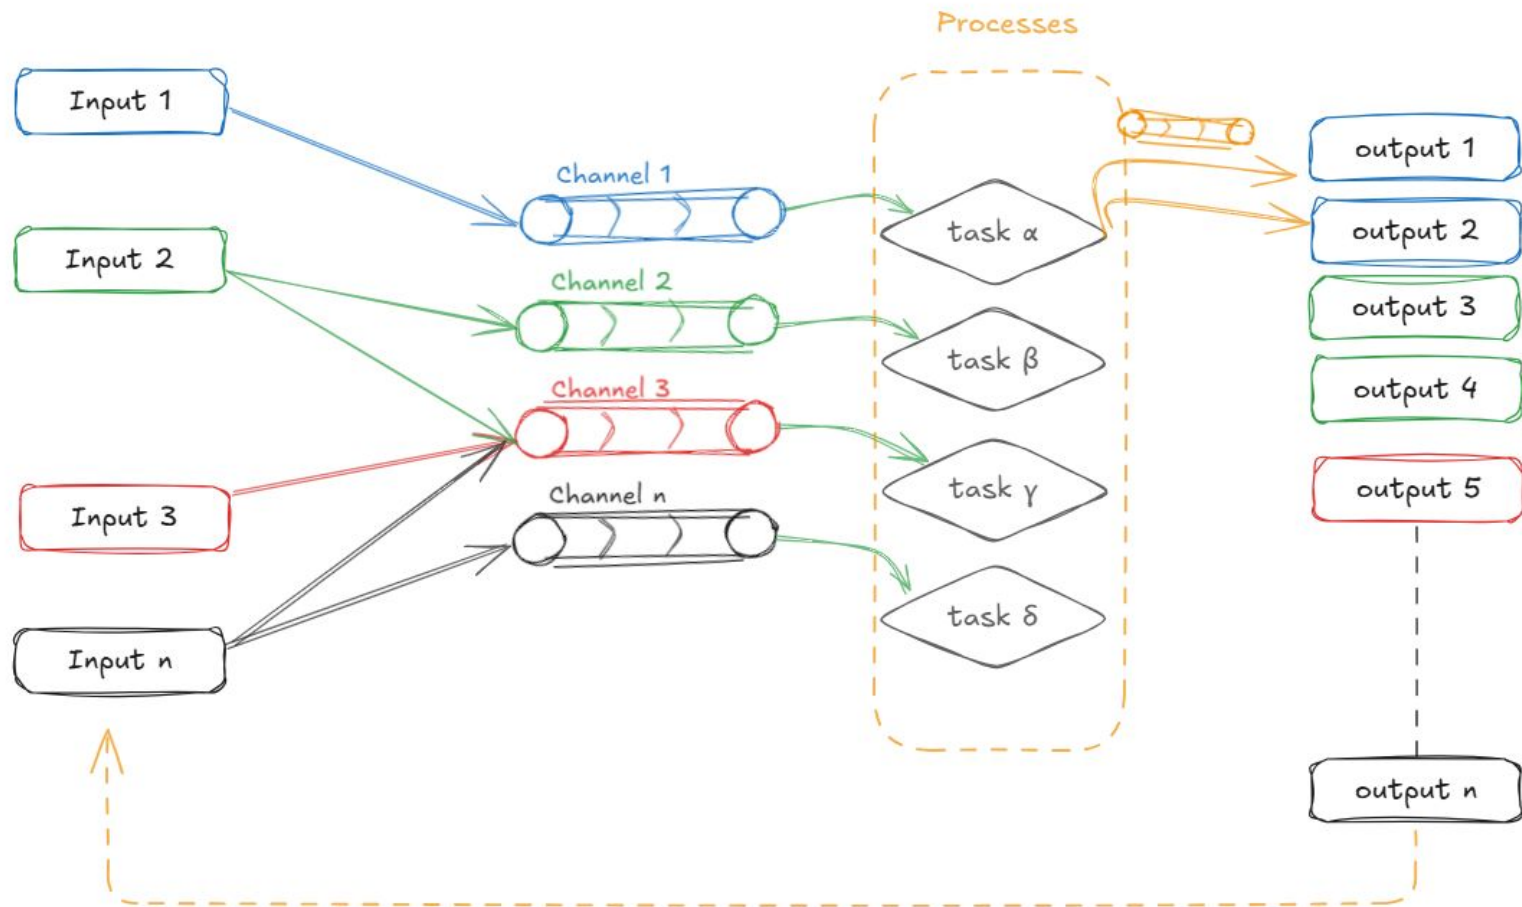 Processes
Input 1
Input 2
Input 3
Input n
Channel 1
Channel 2
Channel 3
Channel n
task α
task β
task γ
task δ
output 1
output 2
output 3
output 4
output 5
output n